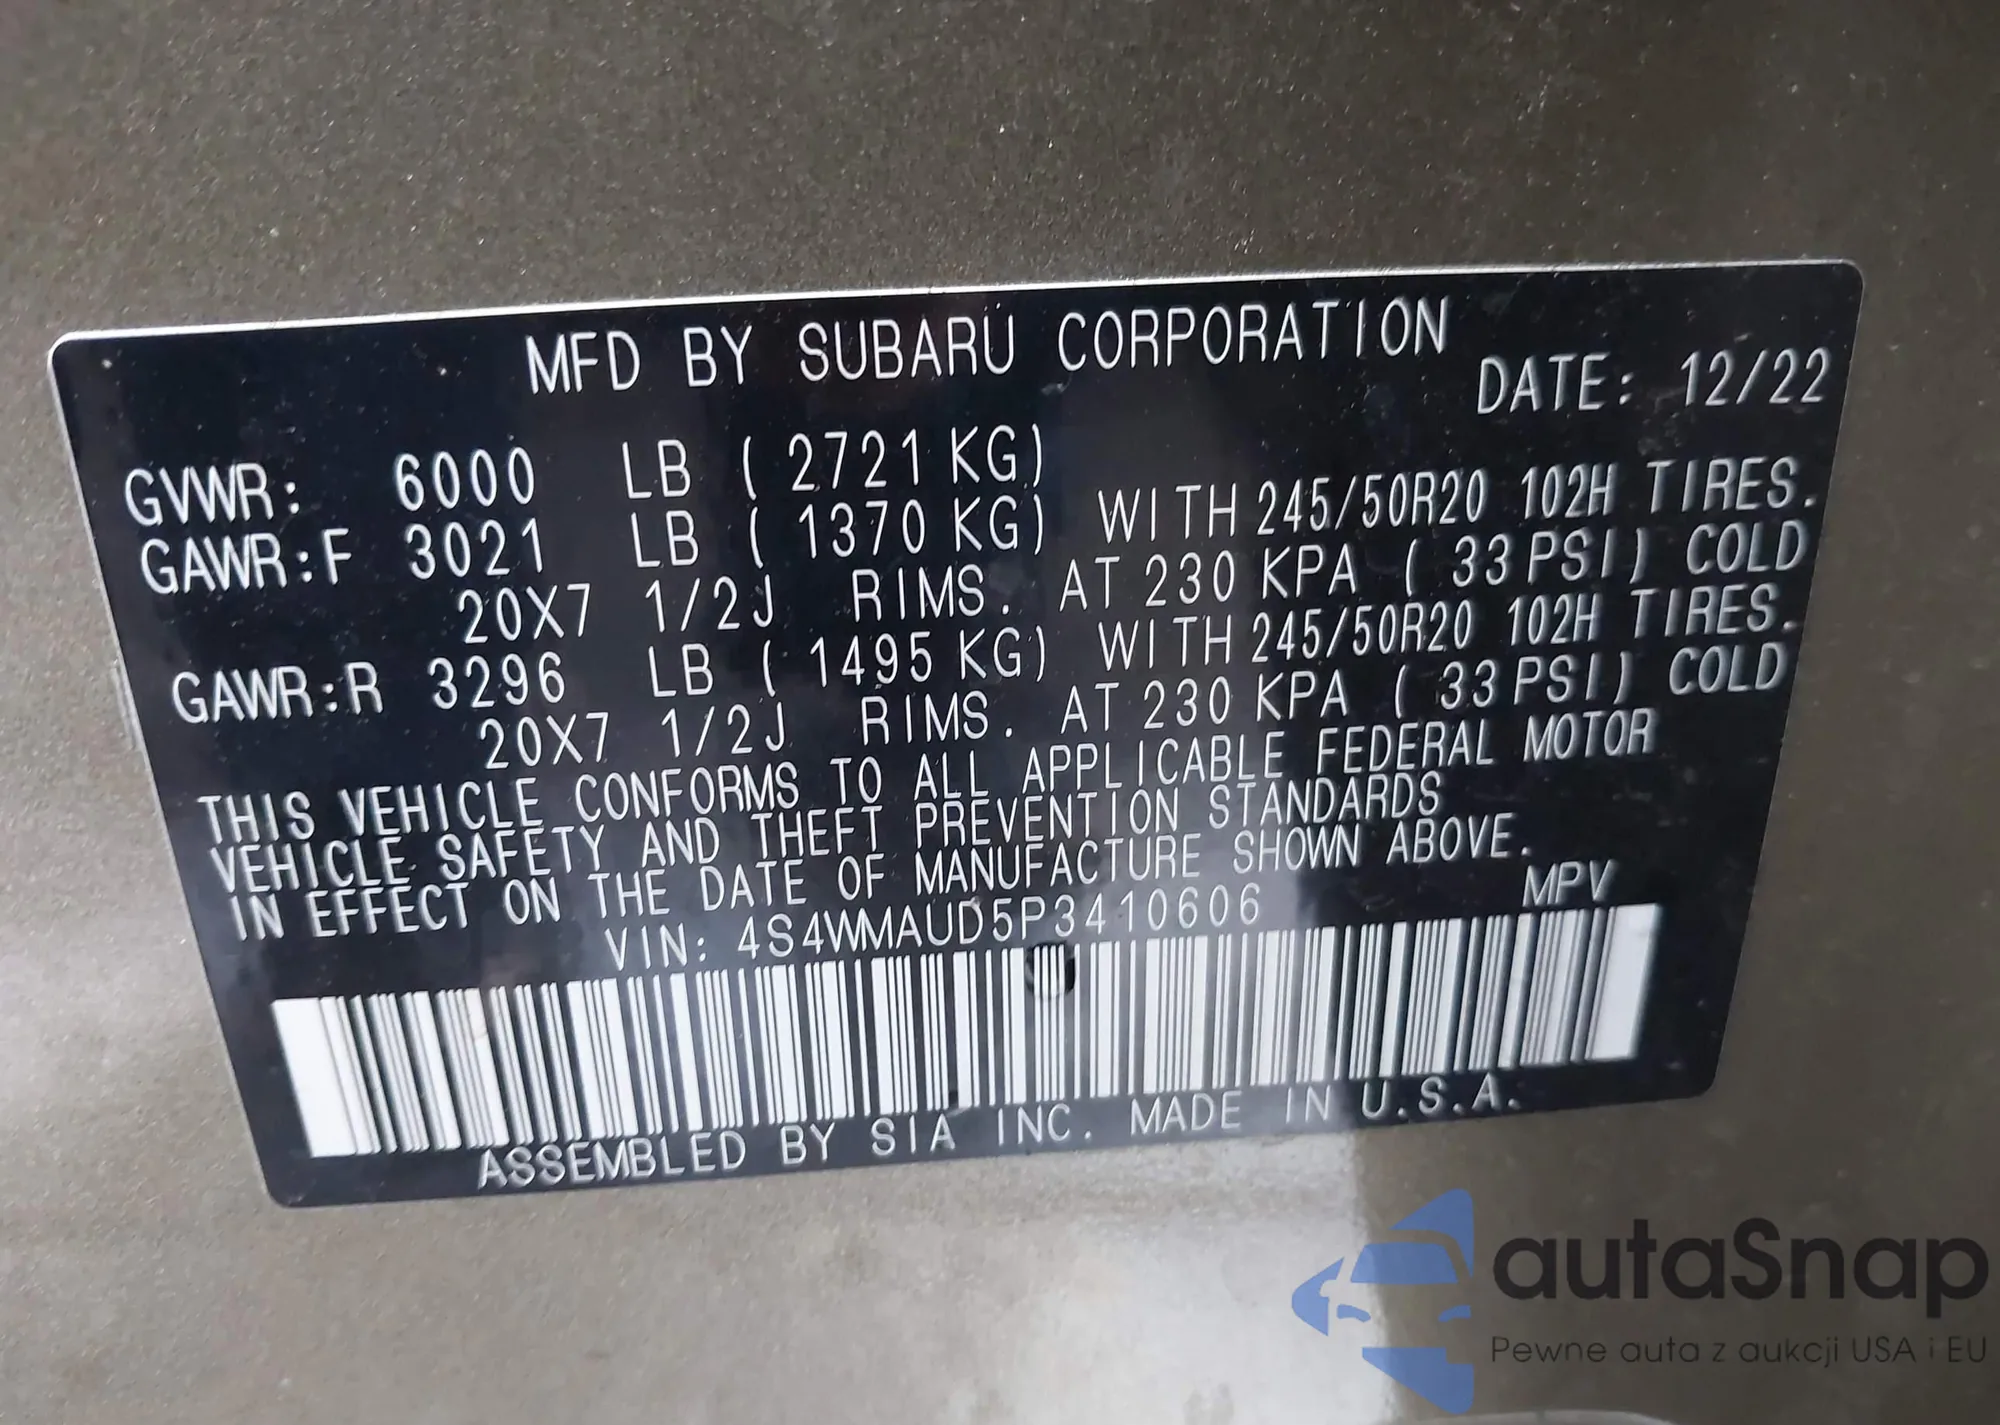 MFD BY SUBARU CORPORATION
DATE: 12/22
GVWR: 6000 LB ( 2721 KG)
GAWR:F 3021 LB ( 1370 KG) WITH 245/50R20 102H TIRES.
20X7 1/2J RIMS. AT 230 KPA ( 33 PSI) COLD
GAWR:R 3296 LB ( 1495 KG) WITH 245/50R20 102H TIRES.
20X7 1/2J RIMS. AT 230 KPA ( 33 PSI) COLD
THIS VEHICLE CONFORMS TO ALL APPLICABLE FEDERAL MOTOR
VEHICLE SAFETY AND THEFT PREVENTION STANDARDS
IN EFFECT ON THE DATE OF MANUFACTURE SHOWN ABOVE.
VIN: 4S4WMAUD5P3410606 MPV
ASSEMBLED BY SIA INC. MADE IN U.S.A.
autaSnap
Pewne auta z aukcji USA i EU